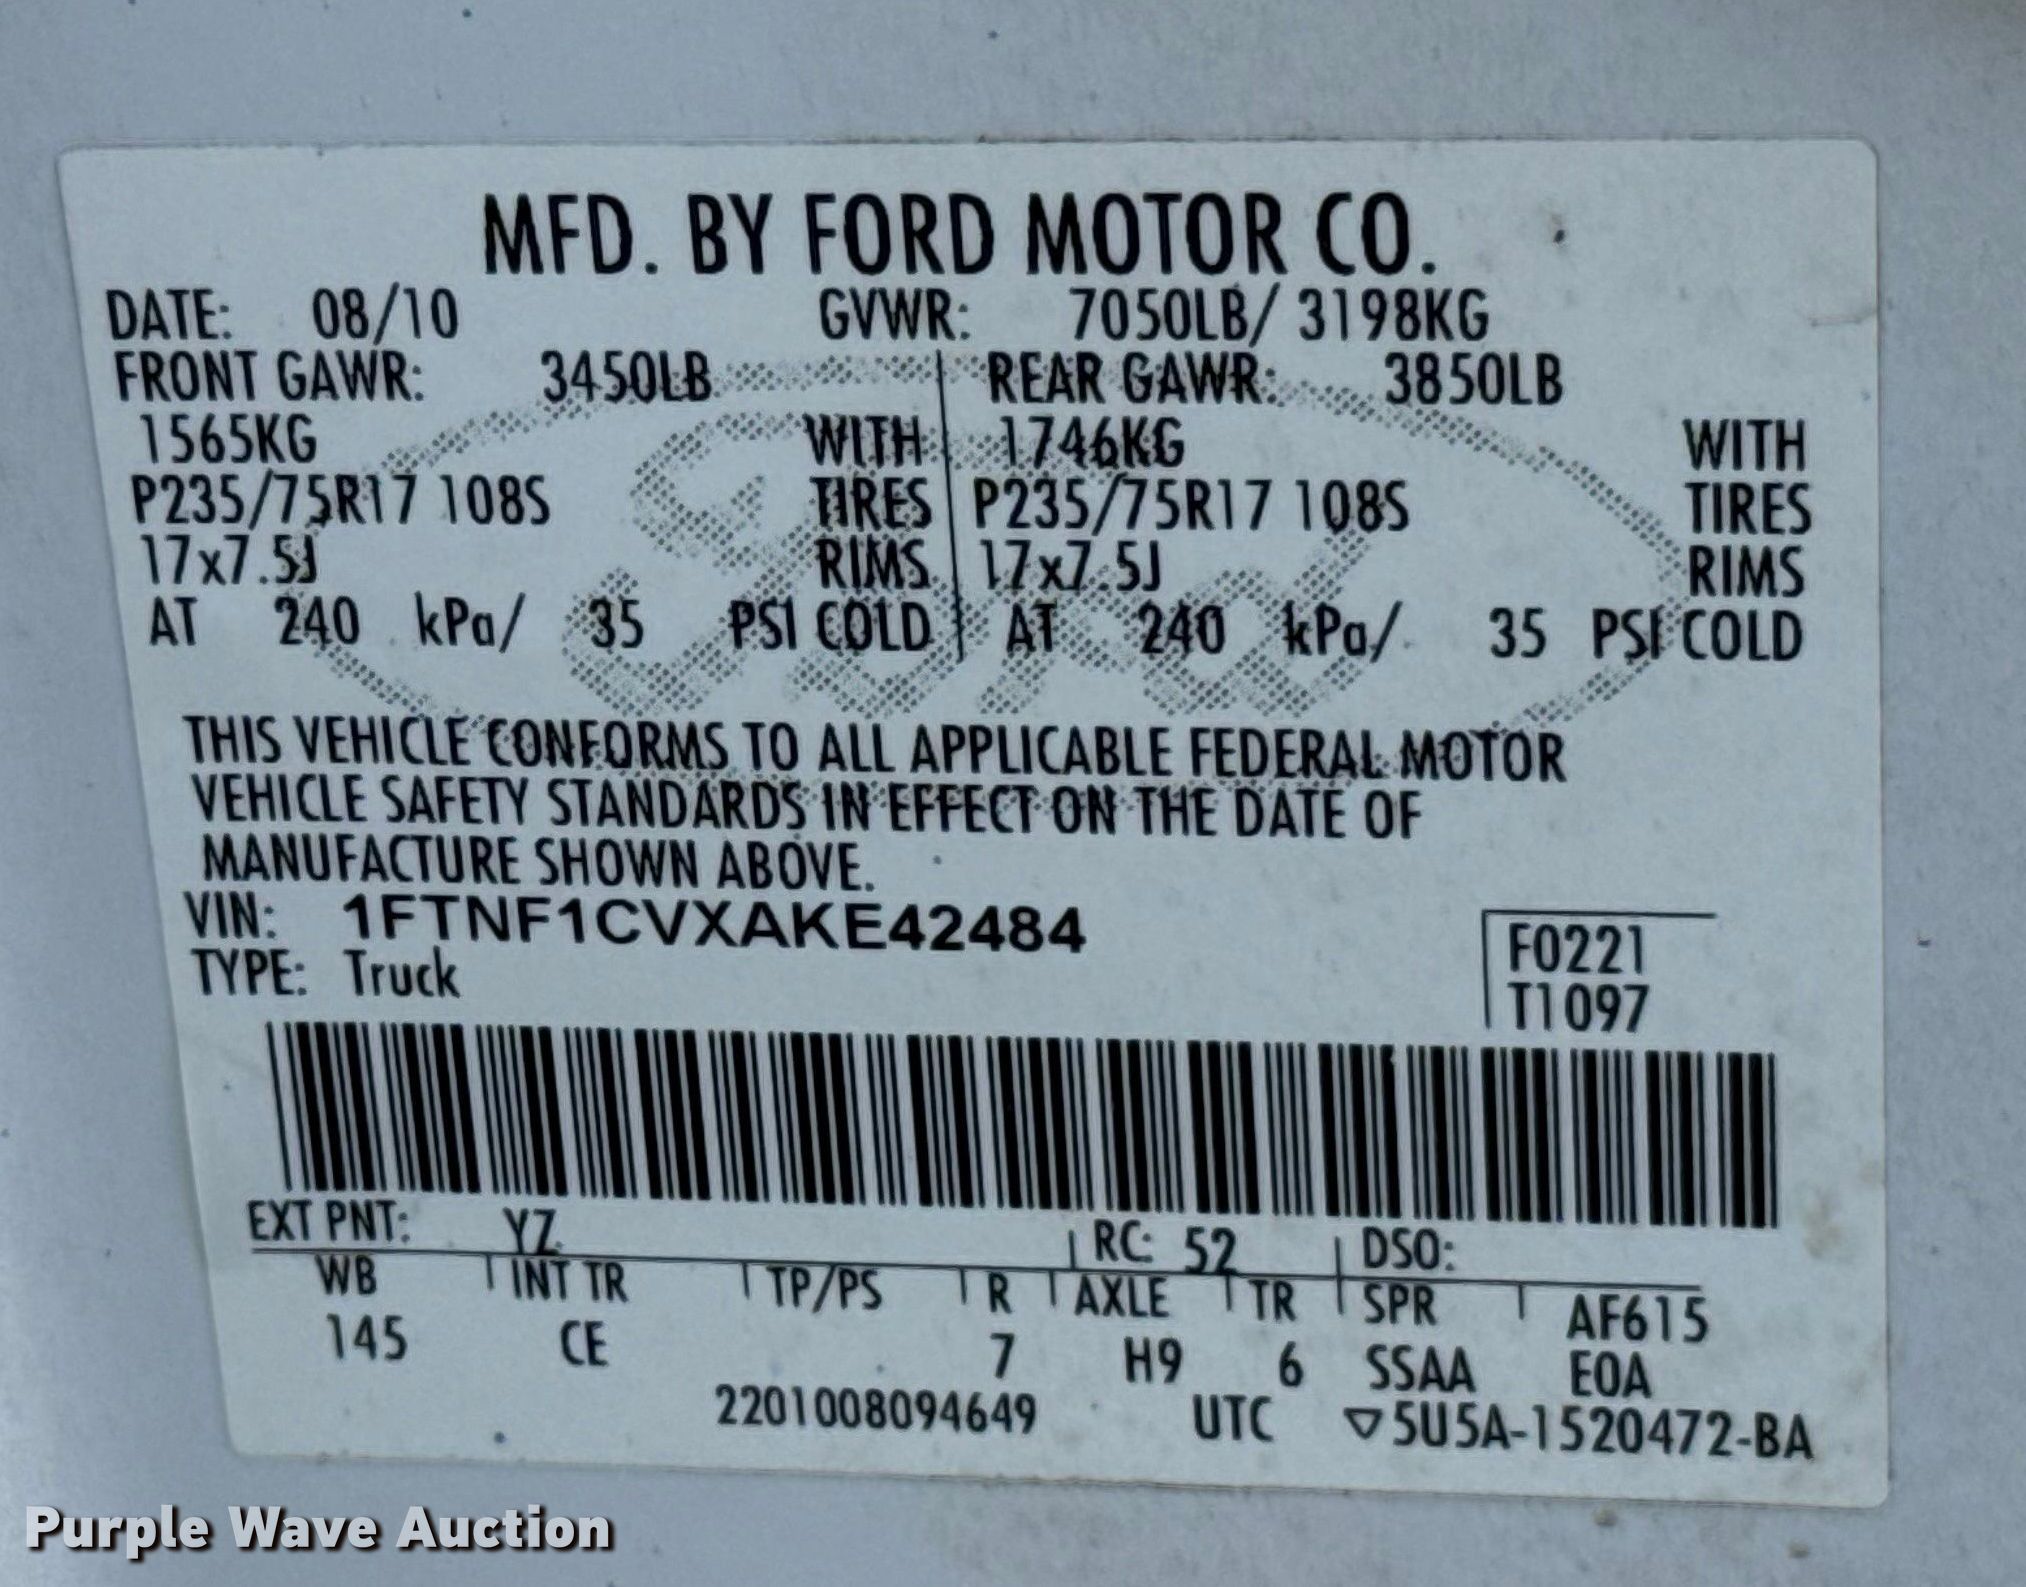 MFD. BY FORD MOTOR CO.
DATE: 08/10 GVWR: 7050LB/ 3198KG
FRONT GAWR: 3450LB REAR GAWR: 3850LB
1565KG WITH 1746KG WITH
P235/75R17 108S TIRES P235/75R17 108S TIRES
17x7.5J RIMS 17x7.5J RIMS
AT 240 kPa/ 35 PSI COLD AT 240 kPa/ 35 PSI COLD
Ford
THIS VEHICLE CONFORMS TO ALL APPLICABLE FEDERAL MOTOR
VEHICLE SAFETY STANDARDS IN EFFECT ON THE DATE OF
MANUFACTURE SHOWN ABOVE.
VIN: 1FTNF1CVXAKE42484
TYPE: Truck
F0221
T1097
EXT PNT: YZ RC: 52 DSO:
WB INT TR TP/PS R AXLE TR SPR AF615
145 CE 7 H9 6 SSAA E0A
2201008094649 UTC ▽5U5A-1520472-BA
Purple Wave Auction